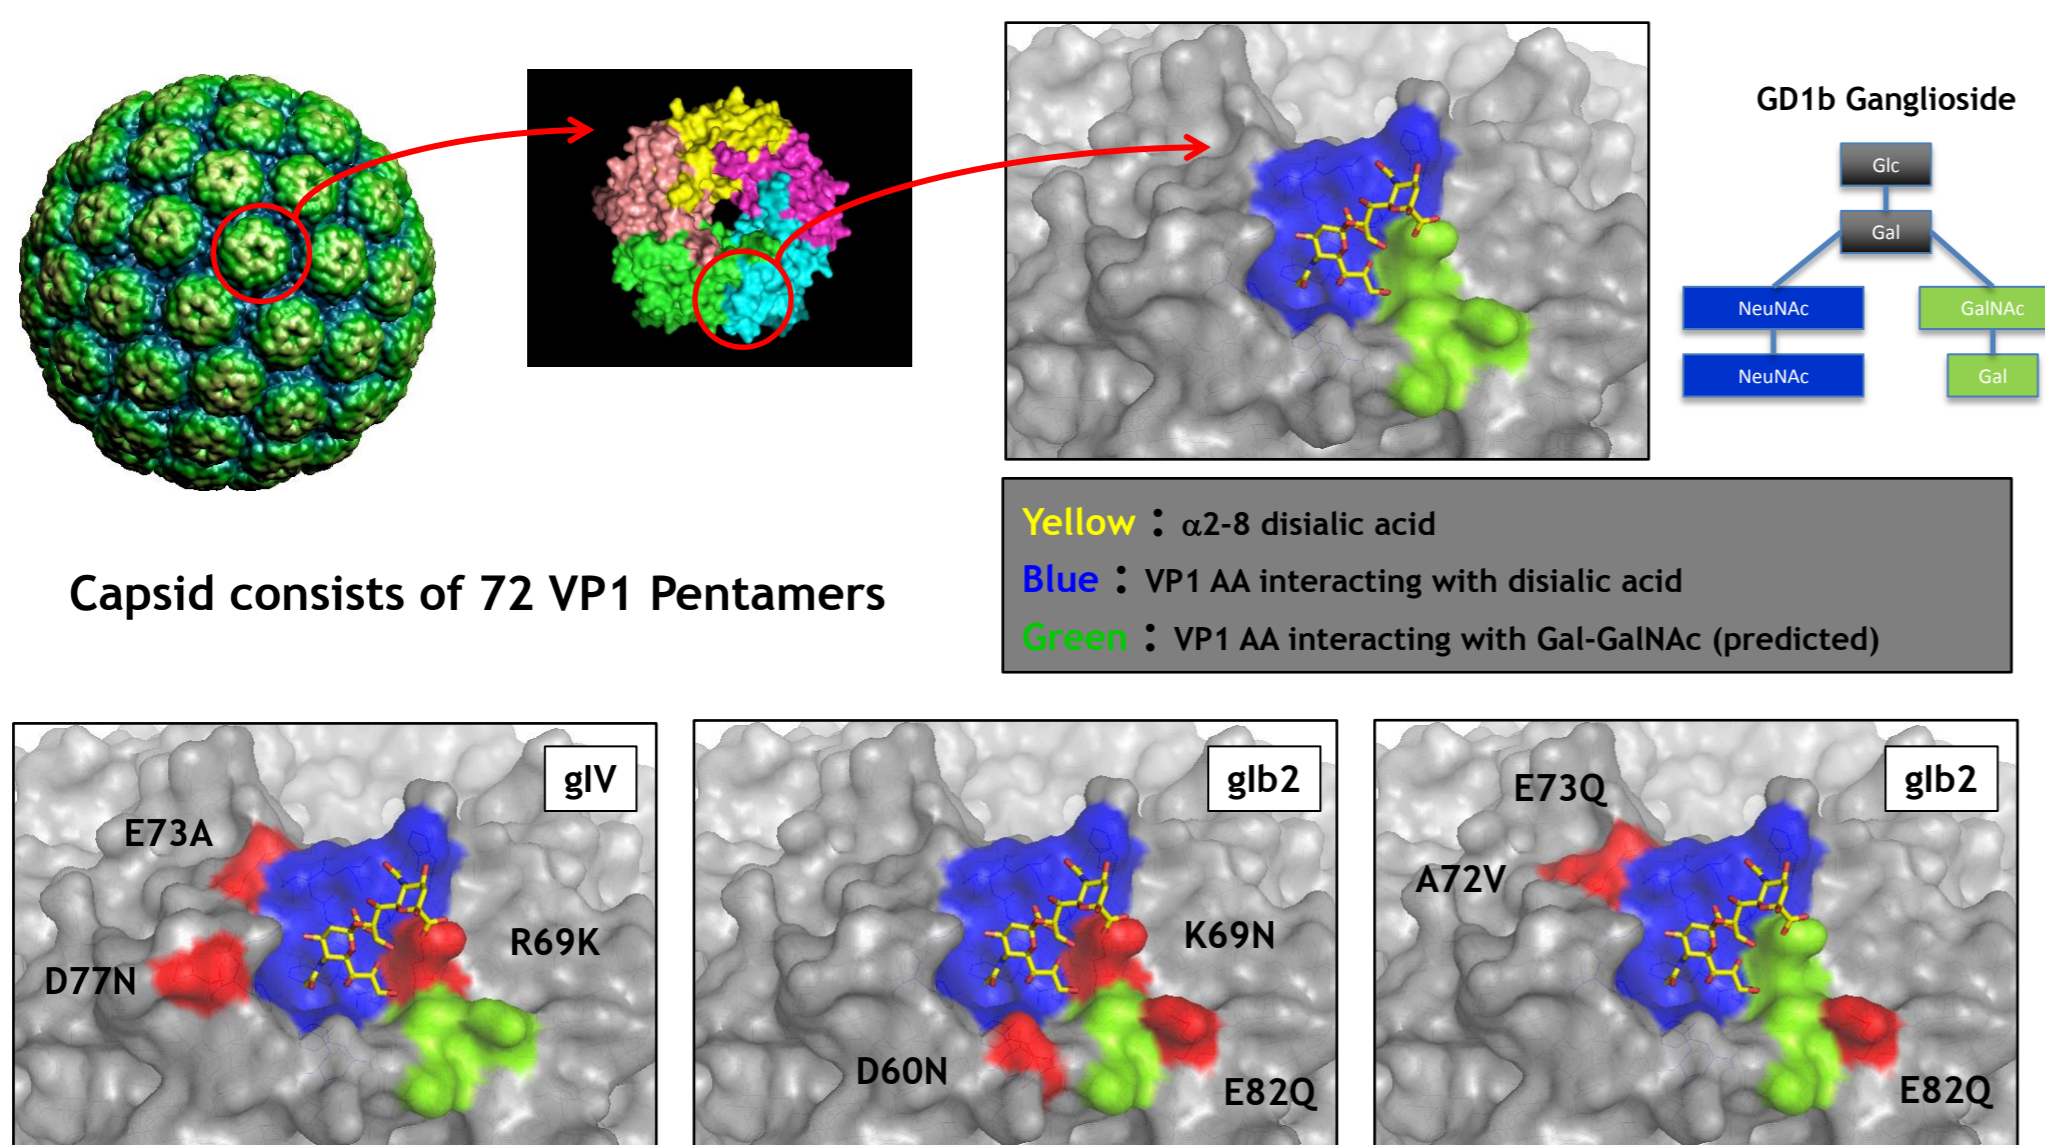 GD1b Ganglioside
Glc
Gal
NeuNAc
GalNAc
NeuNAc
Gal
Yellow : α2-8 disialic acid
Blue : VP1 AA interacting with disialic acid
Green : VP1 AA interacting with Gal-GalNAc (predicted)
Capsid consists of 72 VP1 Pentamers
gIV
E73A
R69K
D77N
gIb2
K69N
D60N
E82Q
gIb2
E73Q
A72V
E82Q